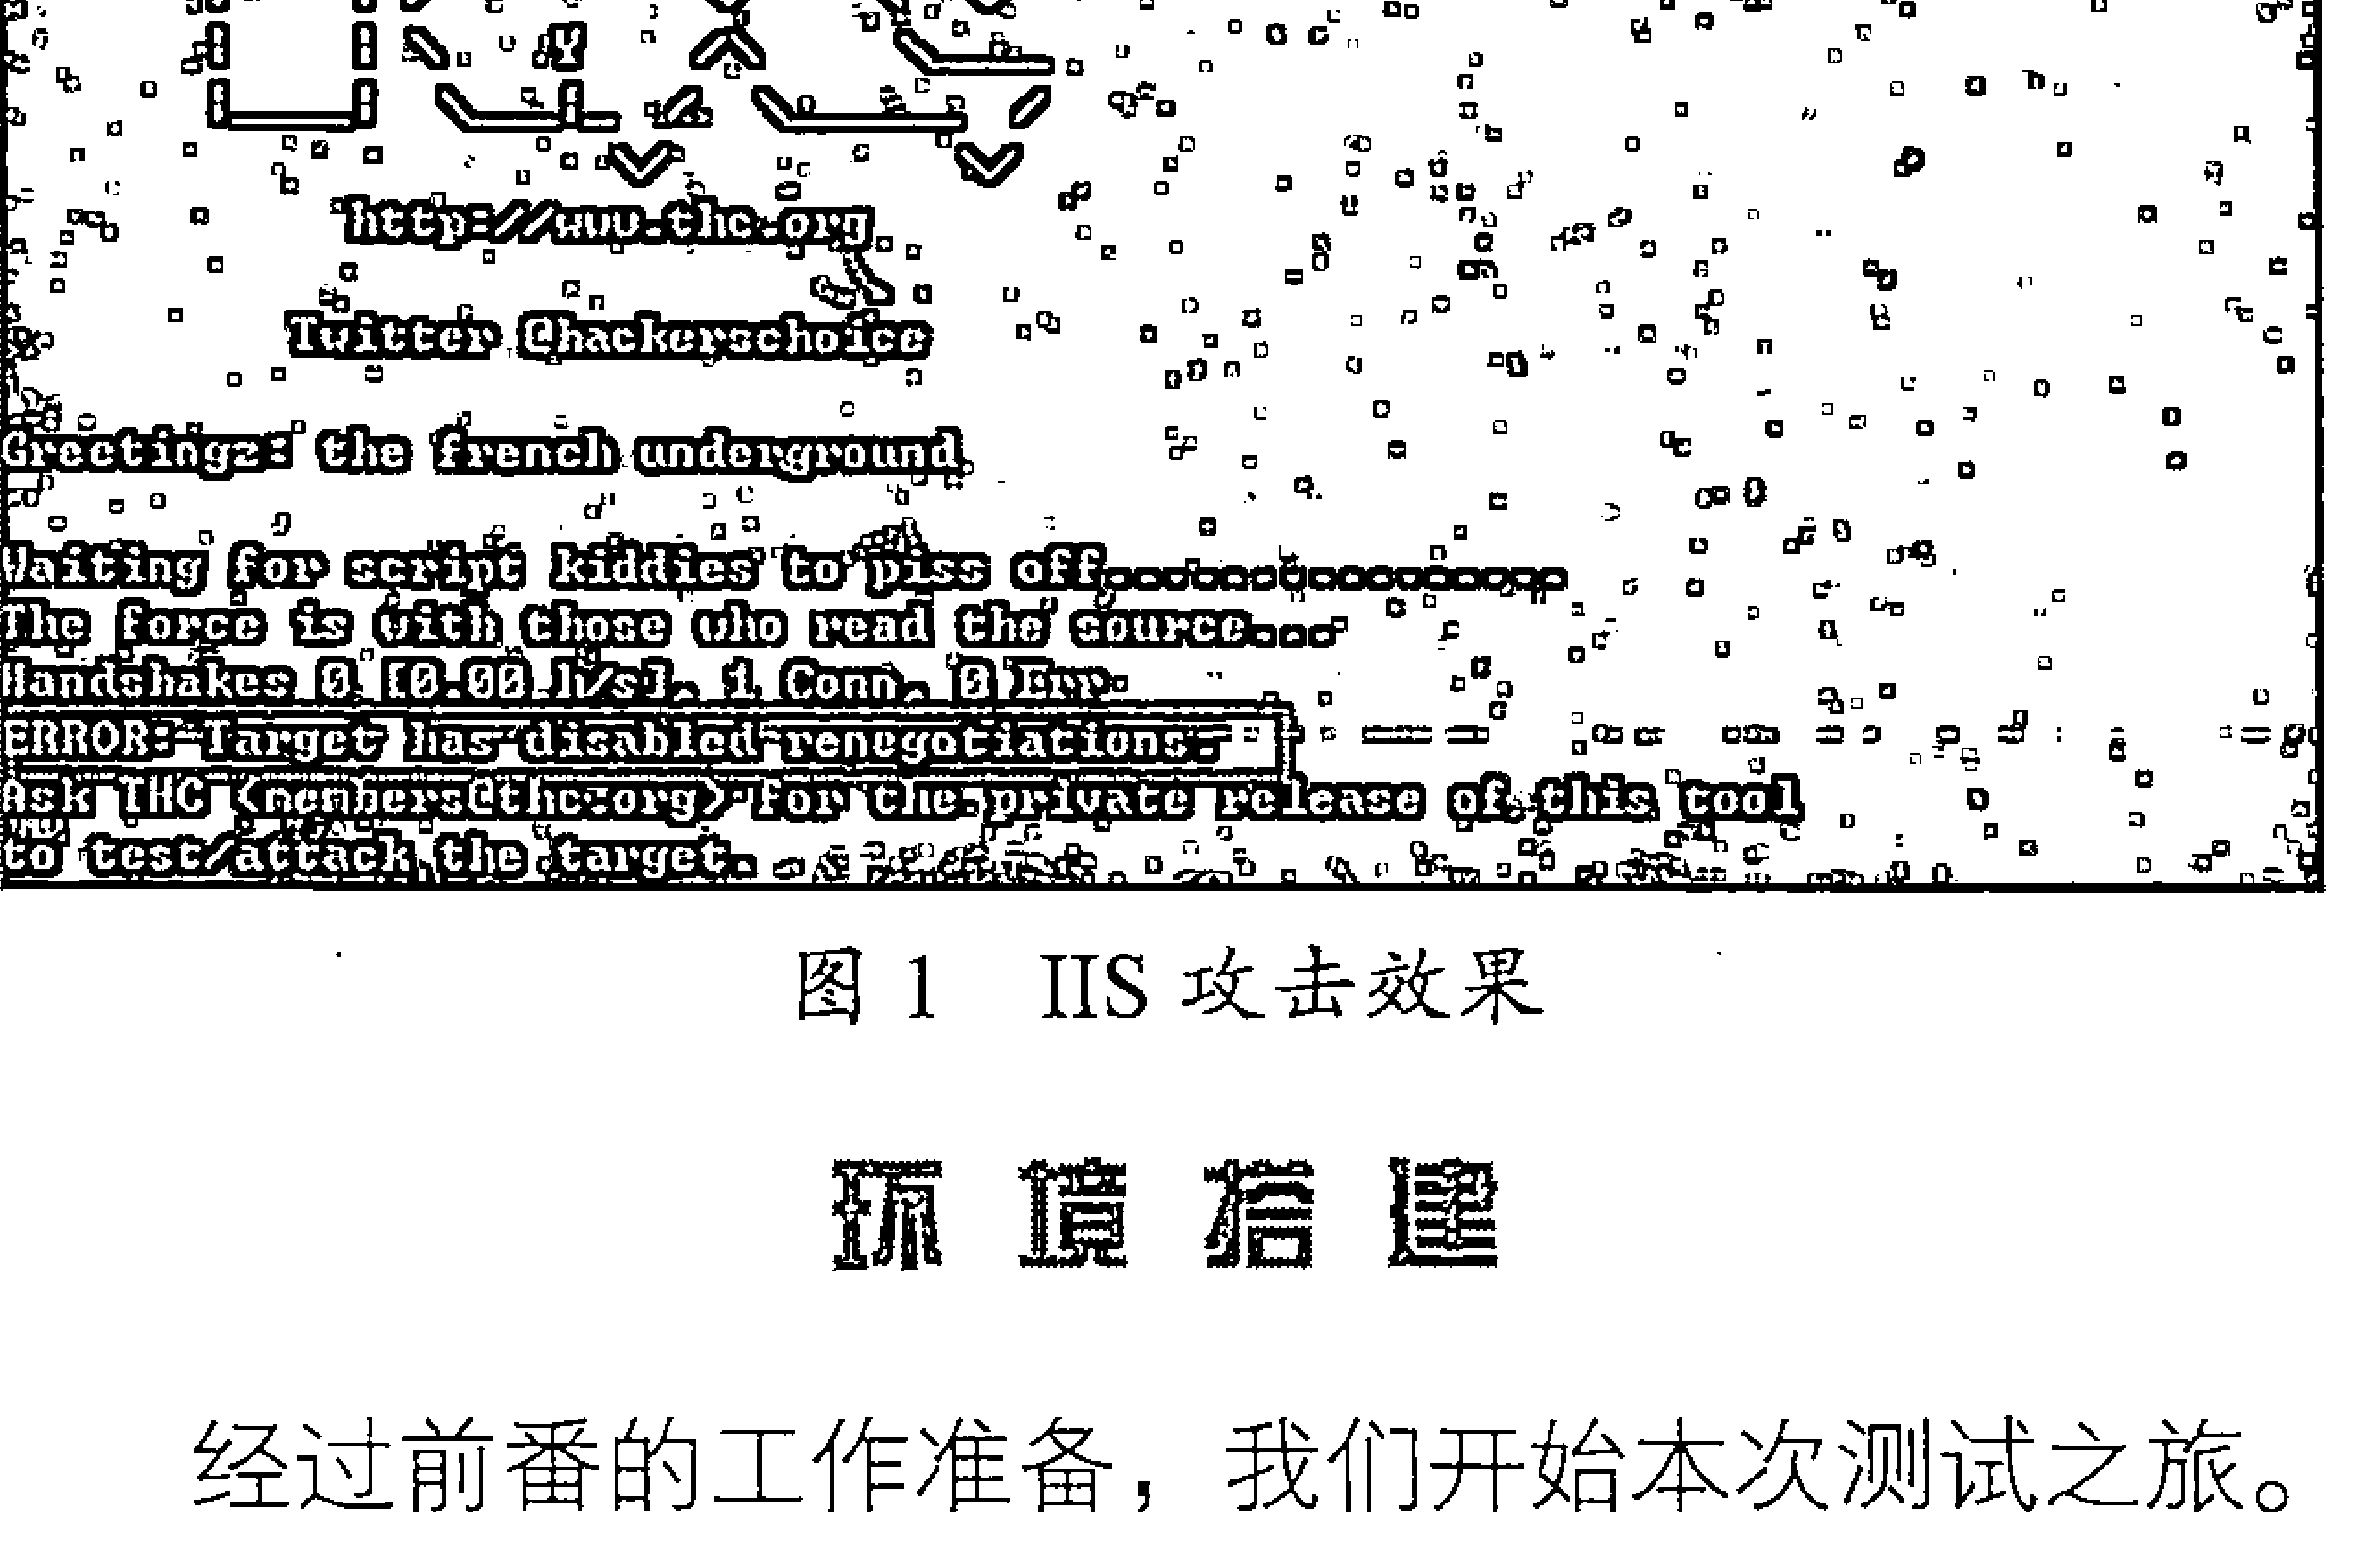 http://www.thc.org
Twitter @hackerschoice
Greetingz: the french underground
Waiting for script kiddies to piss off................
The force is with those who read the source...
Handshakes 0 [0.00 h/s], 1 Conn, 0 Err
ERROR: Target has disabled renegotiations.
Ask THC <members@thc.org> for the private release of this tool
to test/attack the target.
图 1 IIS 攻击效果
环 境 搭 建
经过前番的工作准备，我们开始本次测试之旅。